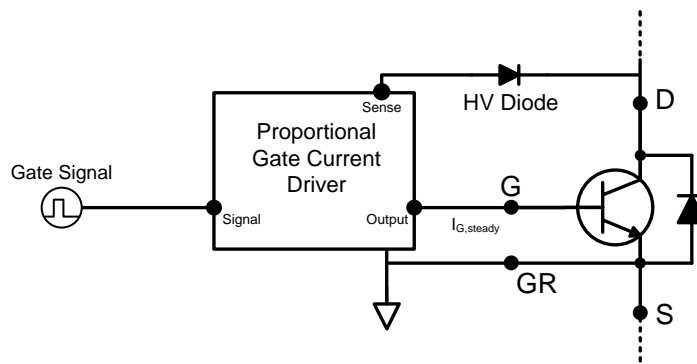 HV Diode
D
Sense
Proportional
Gate Current
Driver
Gate Signal
G
Signal
Output
I_G,steady
GR
S